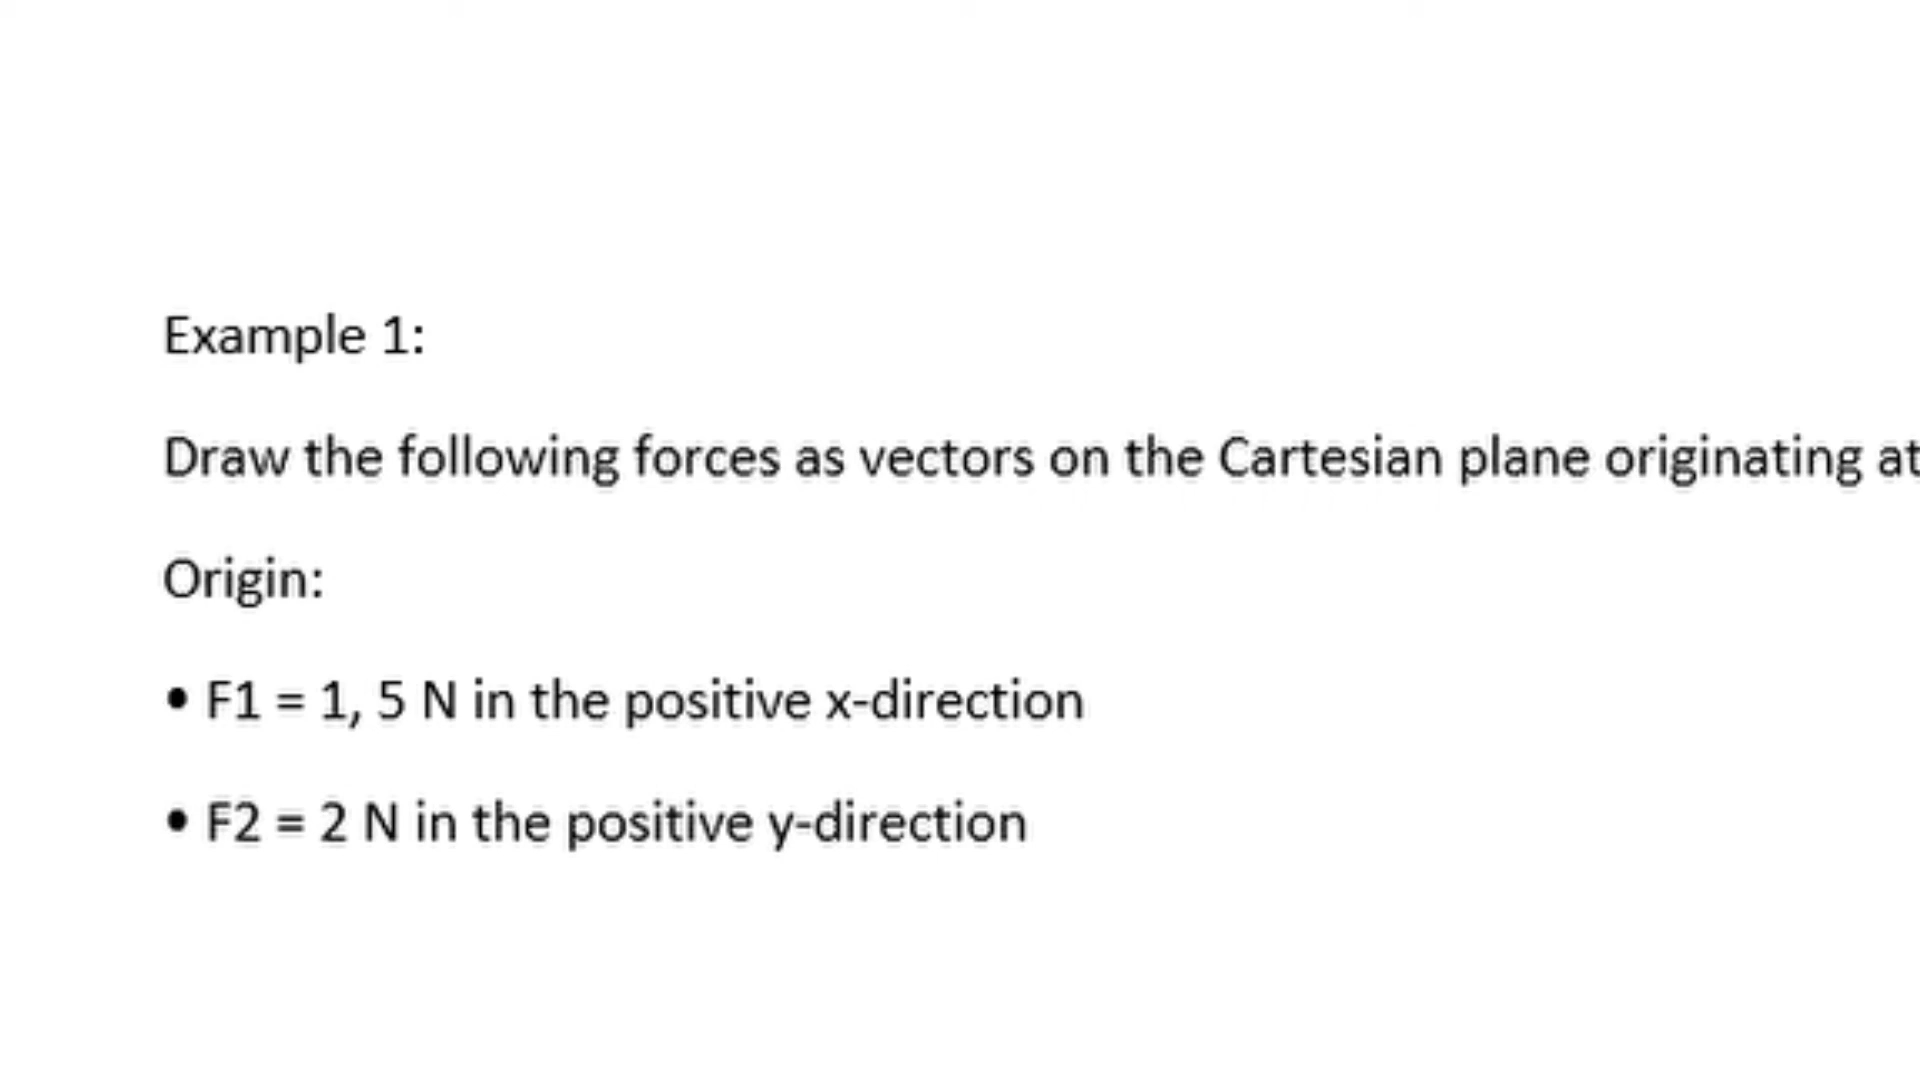 Example 1:
Draw the following forces as vectors on the Cartesian plane originating at
Origin:
• F1 = 1, 5 N in the positive x-direction
• F2 = 2 N in the positive y-direction